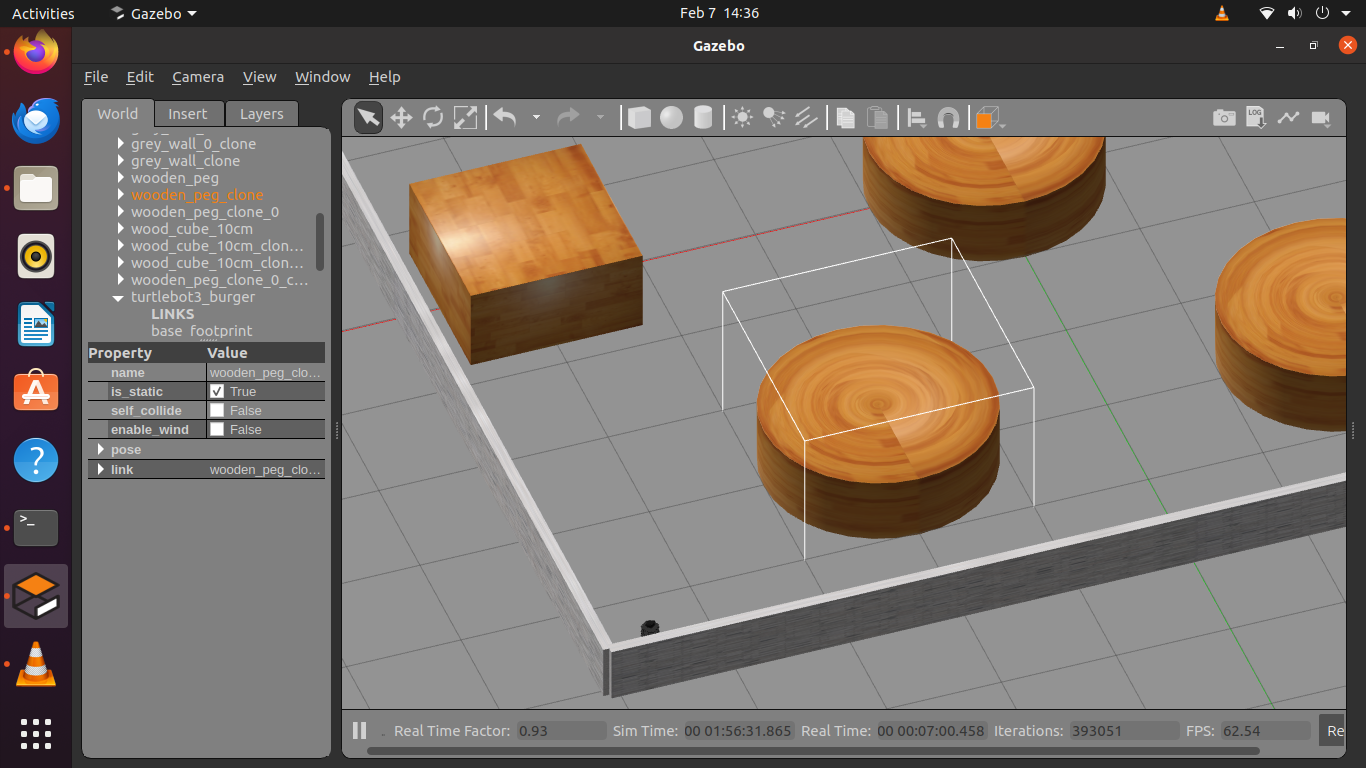 Activities
Gazebo
Feb 7 14:36
Gazebo
File Edit Camera View Window Help
World Insert Layers
grey_wall_0_clone
grey_wall_clone
wooden_peg
wooden_peg_clone
wooden_peg_clone_0
wood_cube_10cm
wood_cube_10cm_clon...
wood_cube_10cm_clon...
wooden_peg_clone_0_c...
turtlebot3_burger
LINKS
base_footprint
Property Value
name wooden_peg_clo...
is_static True
self_collide False
enable_wind False
pose
link wooden_peg_clo...
LOG
>_
?
Real Time Factor: 0.93 Sim Time: 00 01:56:31.865 Real Time: 00 00:07:00.458 Iterations: 393051 FPS: 62.54 Re